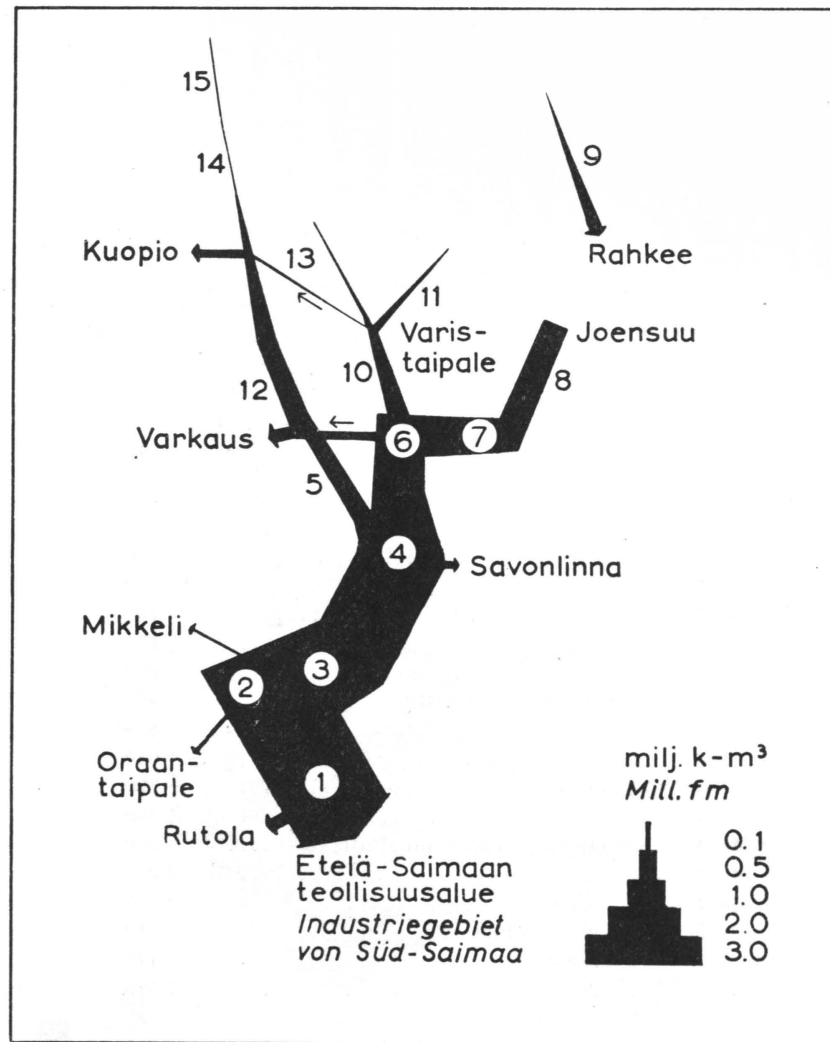 15
14
9
Kuopio
13
Rahkee
11
Varis-
taipale
Joensuu
10
8
12
Varkaus
6
7
5
4
Savonlinna
Mikkeli
3
2
Oraan-
taipale
1
Rutola
Etelä-Saimaan
teollisuusalue
Industriegebiet
von Süd-Saimaa
milj. k-m³
Mill. fm
0.1
0.5
1.0
2.0
3.0